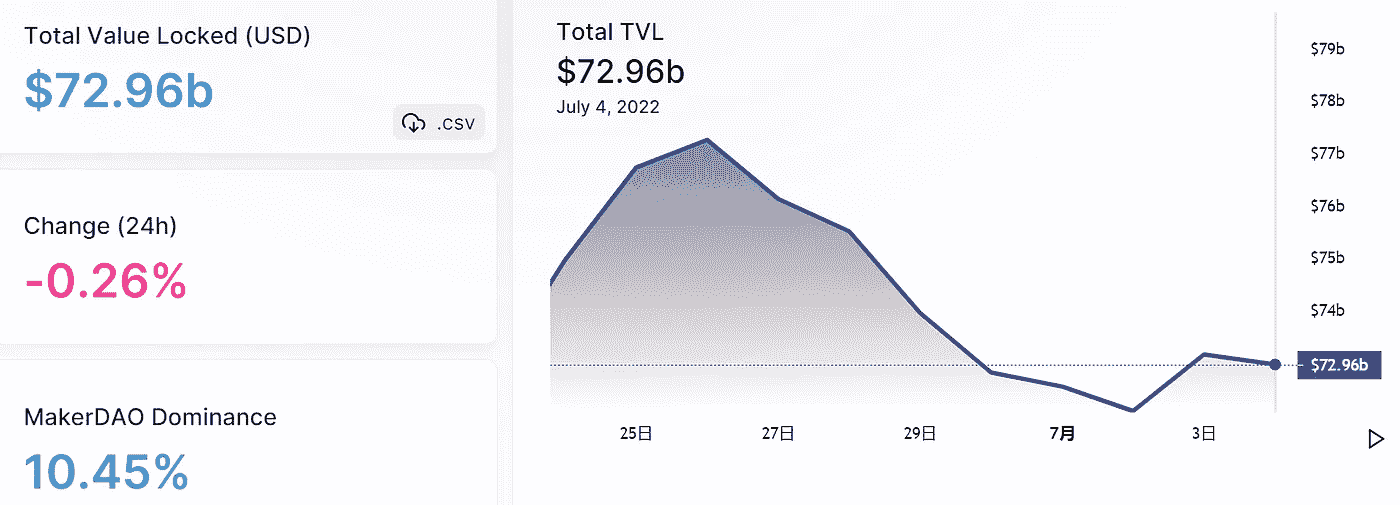 Total Value Locked (USD)
$72.96b
.csv
Change (24h)
-0.26%
MakerDAO Dominance
10.45%
Total TVL
$72.96b
July 4, 2022
$79b
$78b
$77b
$76b
$75b
$74b
$72.96b
25日 27日 29日 7月 3日